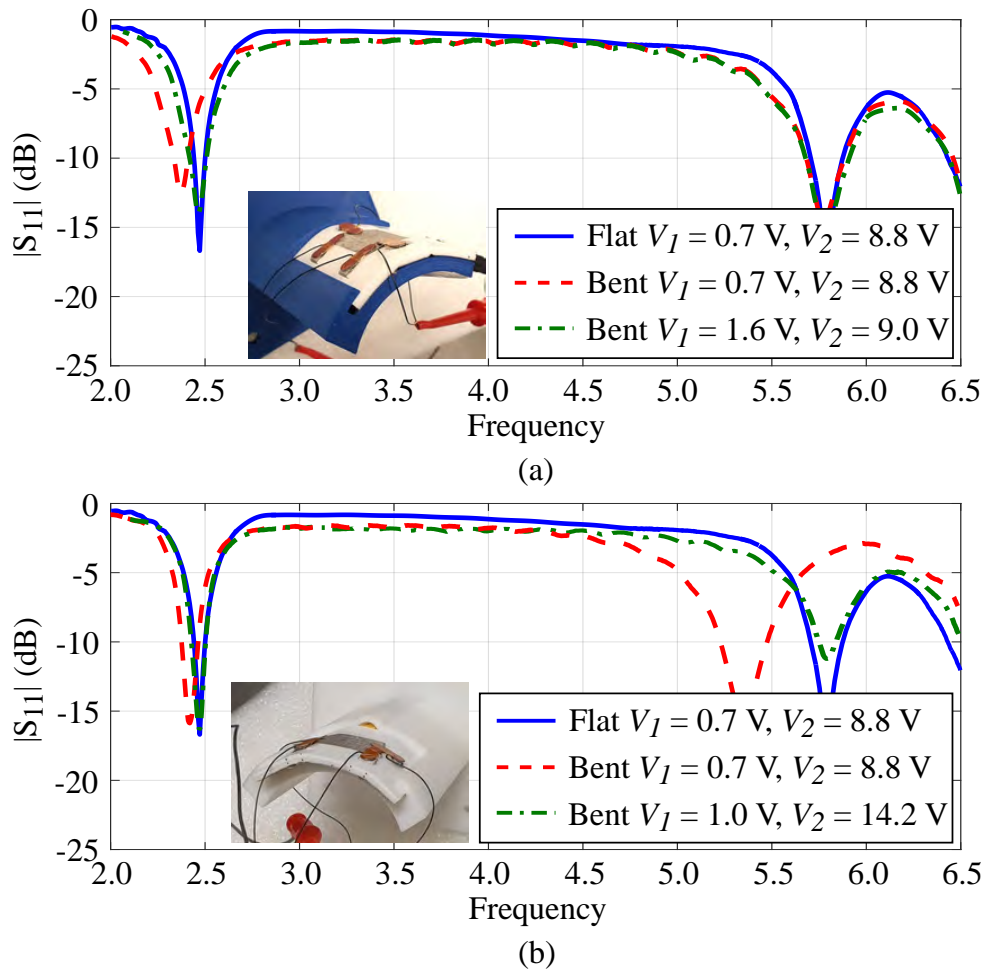 0
-5
-10
-15
-20
-25
|S11| (dB)
Flat V1 = 0.7 V, V2 = 8.8 V
Bent V1 = 0.7 V, V2 = 8.8 V
Bent V1 = 1.6 V, V2 = 9.0 V
2.0 2.5 3.0 3.5 4.0 4.5 5.0 5.5 6.0 6.5
Frequency
(a)
0
-5
-10
-15
-20
-25
|S11| (dB)
Flat V1 = 0.7 V, V2 = 8.8 V
Bent V1 = 0.7 V, V2 = 8.8 V
Bent V1 = 1.0 V, V2 = 14.2 V
2.0 2.5 3.0 3.5 4.0 4.5 5.0 5.5 6.0 6.5
Frequency
(b)